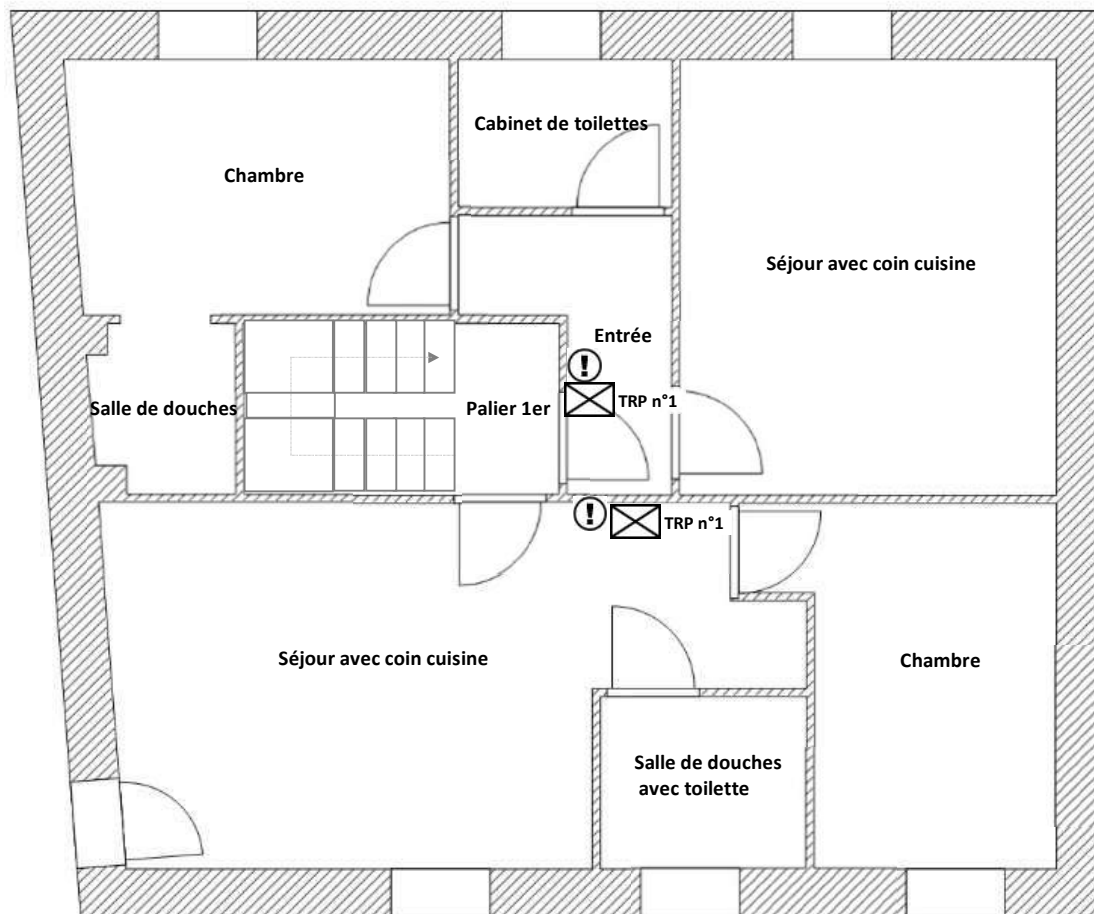 Cabinet de toilettes
Chambre
Séjour avec coin cuisine
Entrée
!
TRP n°1
Salle de douches
Palier 1er
!
TRP n°1
Séjour avec coin cuisine
Chambre
Salle de douches
avec toilette